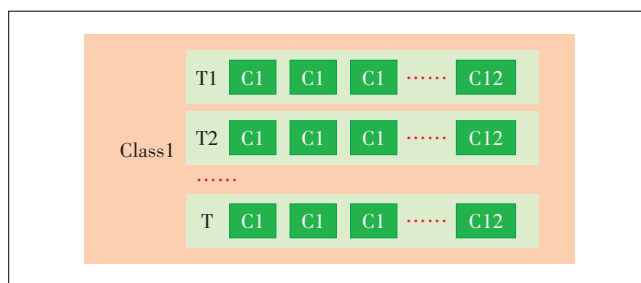 T1 C1 C1 C1 ...... C12
T2 C1 C1 C1 ...... C12
Class1
......
T C1 C1 C1 ...... C12